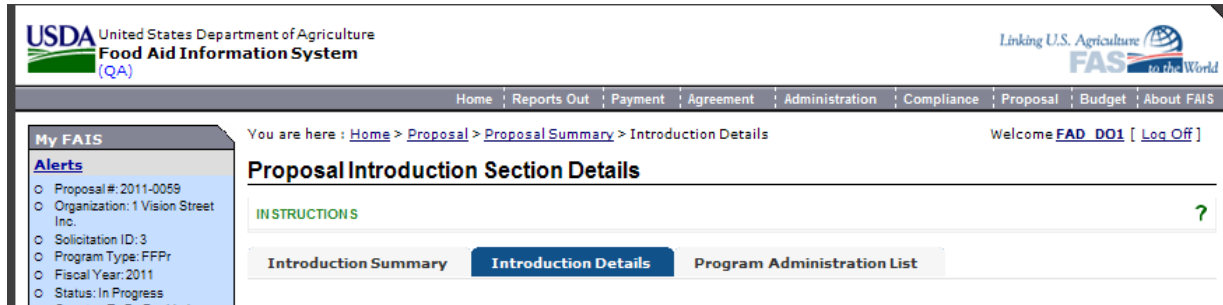 USDA United States Department of Agriculture
Food Aid Information System
(QA)
Linking U.S. Agriculture
FAS
to the World
Home Reports Out Payment Agreement Administration Compliance Proposal Budget About FAIS
My FAIS
Alerts
Proposal #: 2011-0059
Organization: 1 Vision Street
Inc.
Solicitation ID: 3
Program Type: FFPr
Fiscal Year: 2011
Status: In Progress
You are here : Home > Proposal > Proposal Summary > Introduction Details
Welcome FAD_DO1 [ Log Off ]
Proposal Introduction Section Details
INSTRUCTIONS ?
Introduction Summary Introduction Details Program Administration List